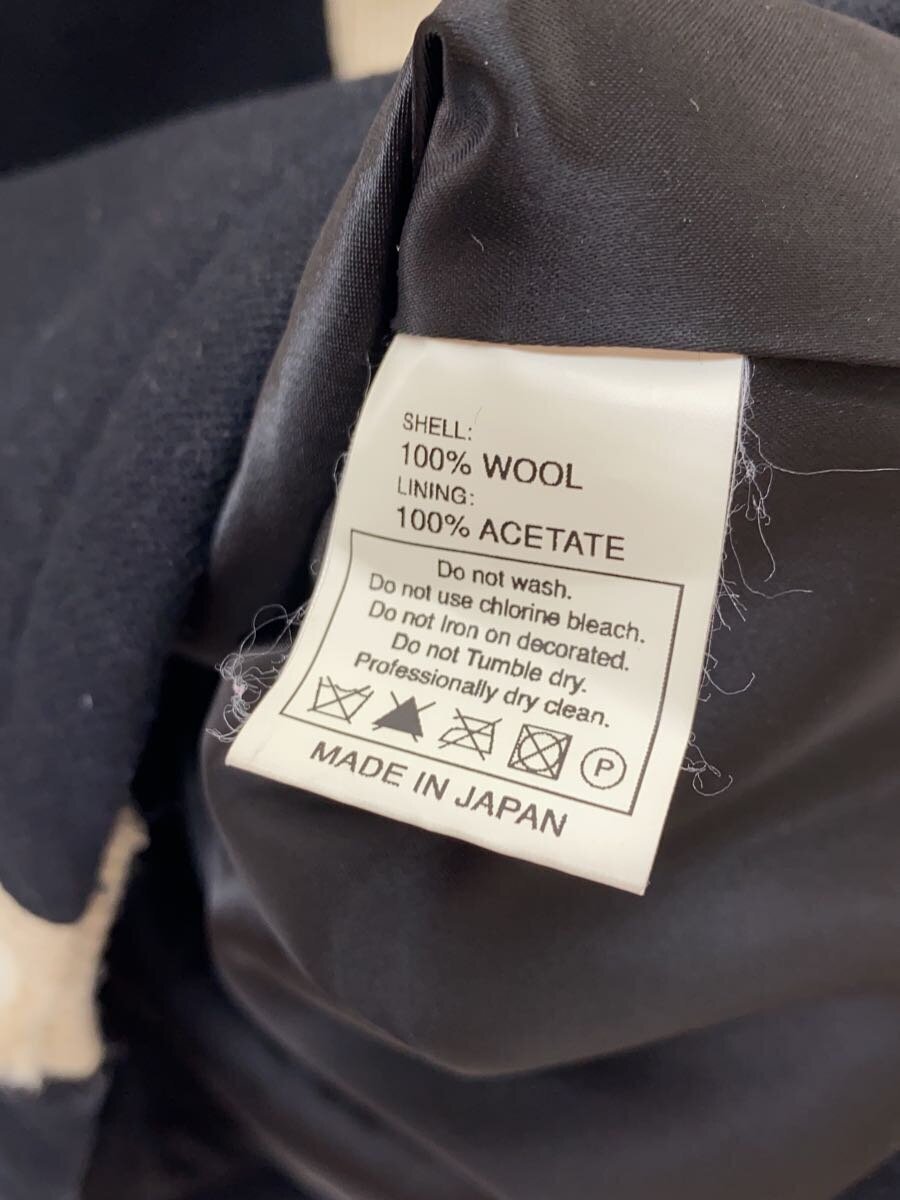 SHELL:
100% WOOL
LINING:
100% ACETATE
Do not wash.
Do not use chlorine bleach.
Do not Iron on decorated.
Do not Tumble dry.
Professionally dry clean.
P
MADE IN JAPAN